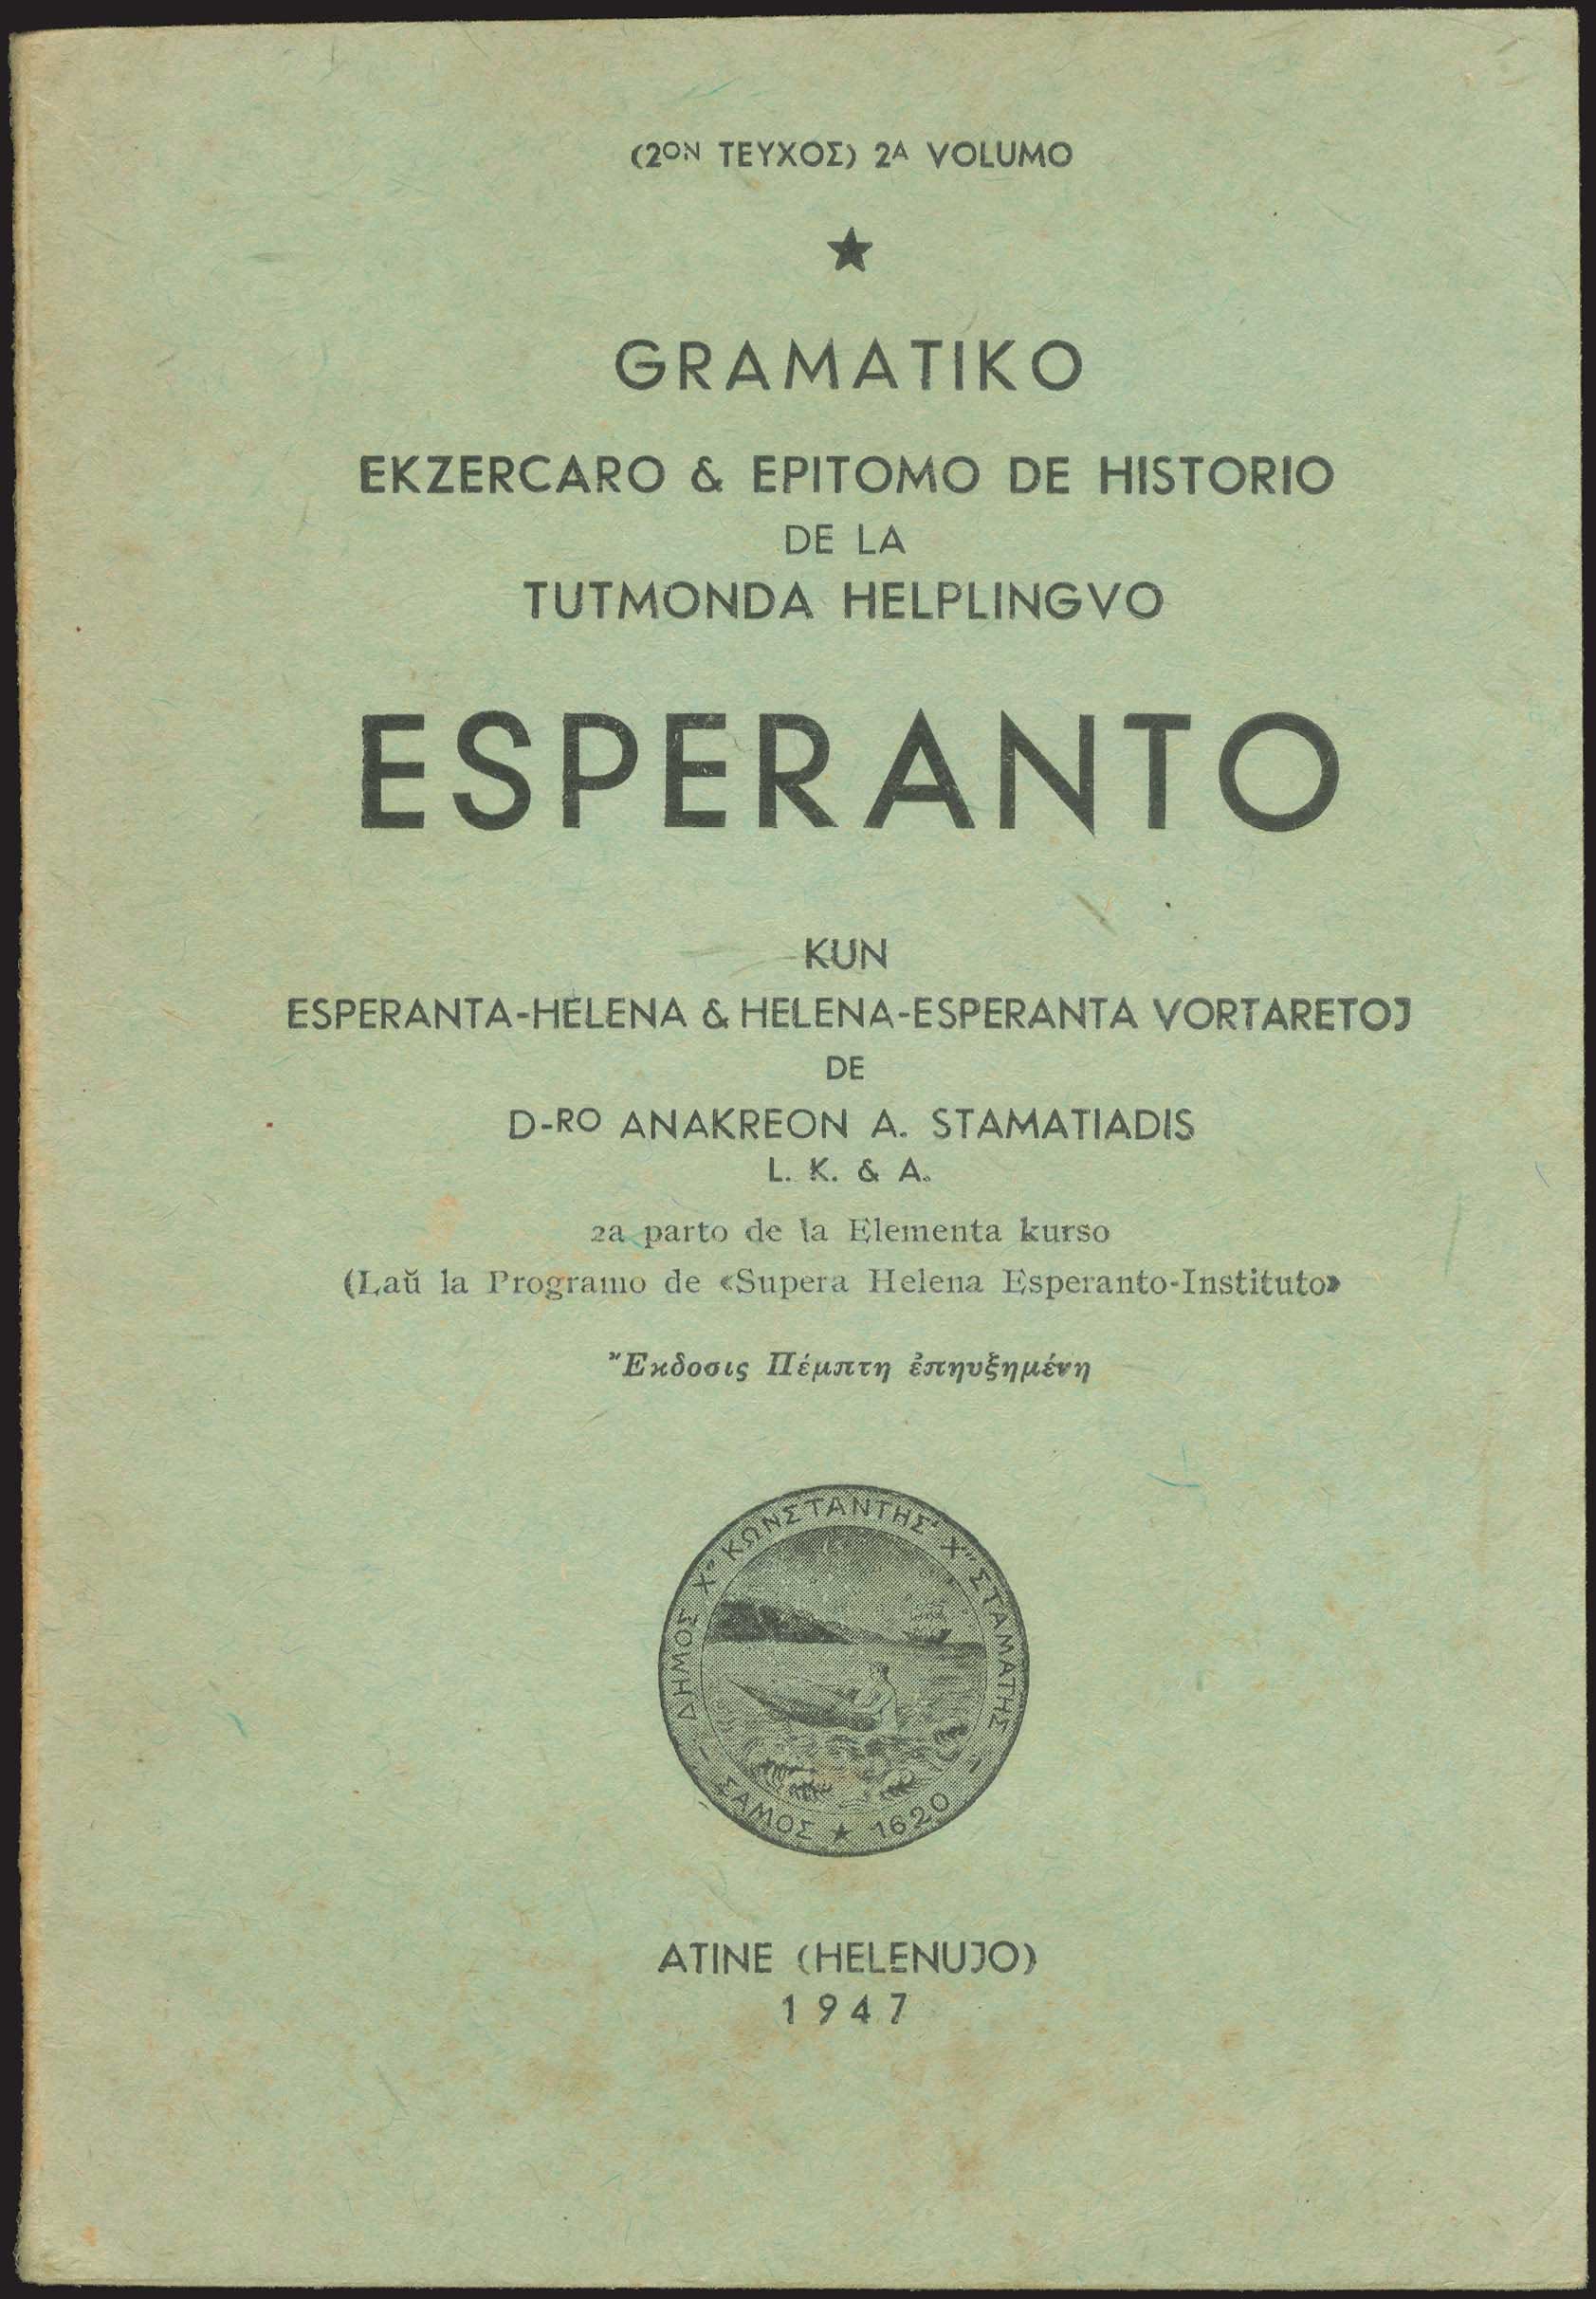 (2ΟΝ ΤΕΥΧΟΣ) 2A VOLUMO
GRAMATIKO
EKZERCARO & EPITOMO DE HISTORIO
DE LA
TUTMONDA HELPLINGVO
ESPERANTO
KUN
ESPERANTA-HELENA & HELENA-ESPERANTA VORTARETOJ
DE
D-RO ANAKREON A. STAMATIADIS
L. K. & A.
2a parto de la Elementa kurso
(Laŭ la Programo de «Supera Helena Esperanto-Instituto»
Ἔκδοσις Πέμπτη ἐπηυξημένη
ΔΗΜΟΣ Χ" ΚΩΝΣΤΑΝΤΗΣ' Χ" ΣΤΑΜΑΤΗΣ
ΣΑΜΟΣ ★ 1620
ATINE (HELENUJO)
1947